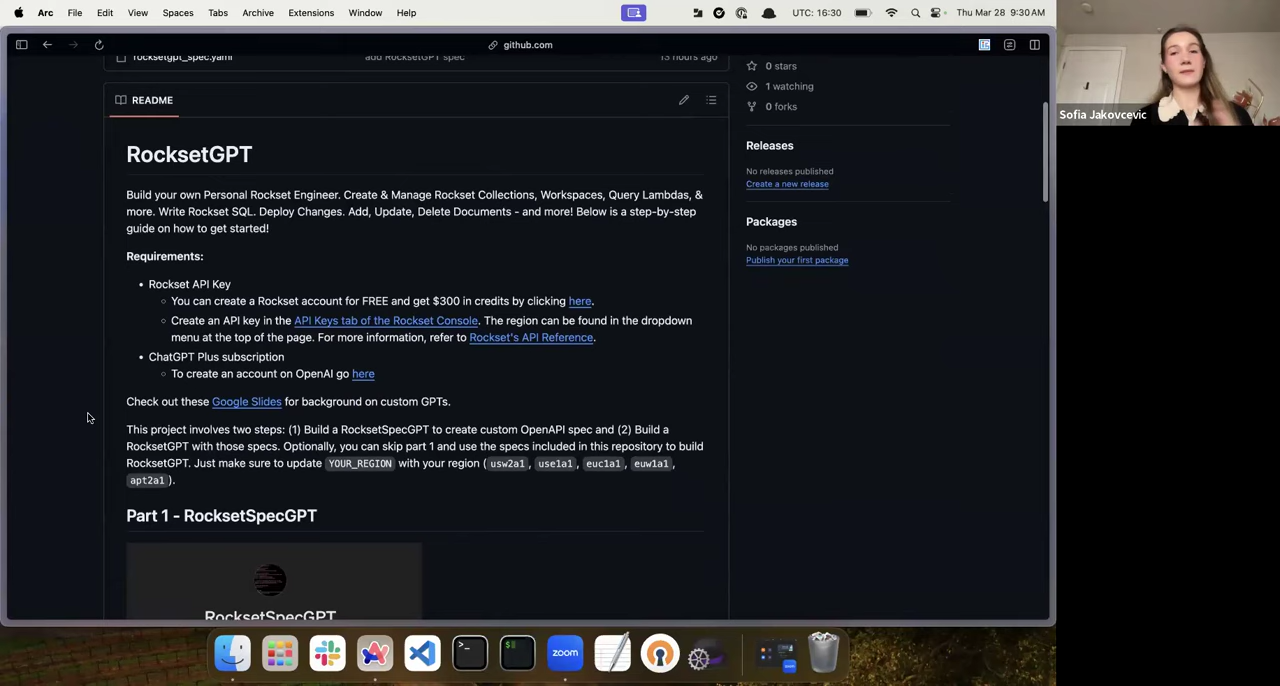 Arc File Edit View Spaces Tabs Archive Extensions Window Help UTC: 16:30 Thu Mar 28 9:30 AM
github.com
rocksetgpt_spec.yaml add RocksetGPT spec 13 hours ago
0 stars
1 watching
0 forks
README
RocksetGPT
Build your own Personal Rockset Engineer. Create & Manage Rockset Collections, Workspaces, Query Lambdas, &
more. Write Rockset SQL. Deploy Changes. Add, Update, Delete Documents - and more! Below is a step-by-step
guide on how to get started!
Requirements:
• Rockset API Key
You can create a Rockset account for FREE and get $300 in credits by clicking here.
Create an API key in the API Keys tab of the Rockset Console. The region can be found in the dropdown
menu at the top of the page. For more information, refer to Rockset's API Reference.
• ChatGPT Plus subscription
To create an account on OpenAI go here
Check out these Google Slides for background on custom GPTs.
This project involves two steps: (1) Build a RocksetSpecGPT to create custom OpenAPI spec and (2) Build a
RocksetGPT with those specs. Optionally, you can skip part 1 and use the specs included in this repository to build
RocksetGPT. Just make sure to update YOUR_REGION with your region ( usw2a1 , use1a1 , euc1a1 , euw1a1 ,
apt2a1 ).
Part 1 - RocksetSpecGPT
RocksetSpecGPT
Releases
No releases published
Create a new release
Packages
No packages published
Publish your first package
Sofia Jakovcevic
zoom